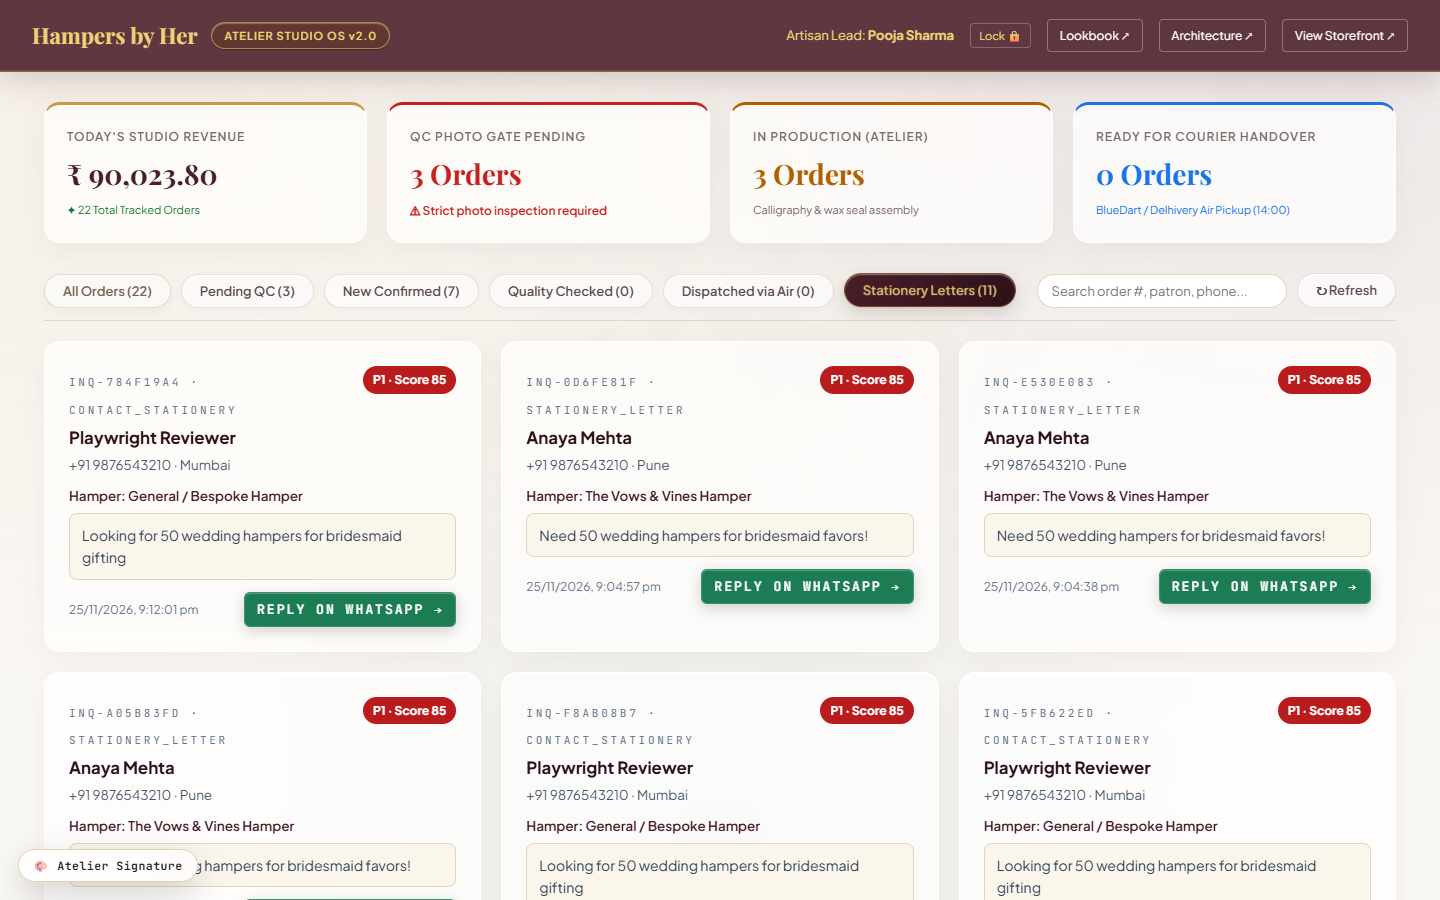 Hampers by Her
ATELIER STUDIO OS v2.0
Artisan Lead: Pooja Sharma
Lock 🔒
Lookbook ↗
Architecture ↗
View Storefront ↗
TODAY'S STUDIO REVENUE
₹ 90,023.80
✦ 22 Total Tracked Orders
QC PHOTO GATE PENDING
3 Orders
⚠ Strict photo inspection required
IN PRODUCTION (ATELIER)
3 Orders
Calligraphy & wax seal assembly
READY FOR COURIER HANDOVER
0 Orders
BlueDart / Delhivery Air Pickup (14:00)
All Orders (22)
Pending QC (3)
New Confirmed (7)
Quality Checked (0)
Dispatched via Air (0)
Stationery Letters (11)
Search order #, patron, phone...
↻ Refresh
INQ-784F19A4 ·
CONTACT_STATIONERY
P1 · Score 85
Playwright Reviewer
+91 9876543210 · Mumbai
Hamper: General / Bespoke Hamper
Looking for 50 wedding hampers for bridesmaid
gifting
25/11/2026, 9:12:01 pm
REPLY ON WHATSAPP →
INQ-0D6FE81F ·
STATIONERY_LETTER
P1 · Score 85
Anaya Mehta
+91 9876543210 · Pune
Hamper: The Vows & Vines Hamper
Need 50 wedding hampers for bridesmaid favors!
25/11/2026, 9:04:57 pm
REPLY ON WHATSAPP →
INQ-E530E083 ·
STATIONERY_LETTER
P1 · Score 85
Anaya Mehta
+91 9876543210 · Pune
Hamper: The Vows & Vines Hamper
Need 50 wedding hampers for bridesmaid favors!
25/11/2026, 9:04:38 pm
REPLY ON WHATSAPP →
INQ-A05B83FD ·
STATIONERY_LETTER
P1 · Score 85
Anaya Mehta
+91 9876543210 · Pune
Hamper: The Vows & Vines Hamper
hampers for bridesmaid favors!
INQ-F8AB08B7 ·
CONTACT_STATIONERY
P1 · Score 85
Playwright Reviewer
+91 9876543210 · Mumbai
Hamper: General / Bespoke Hamper
Looking for 50 wedding hampers for bridesmaid
gifting
INQ-5FB622ED ·
CONTACT_STATIONERY
P1 · Score 85
Playwright Reviewer
+91 9876543210 · Mumbai
Hamper: General / Bespoke Hamper
Looking for 50 wedding hampers for bridesmaid
gifting
Atelier Signature